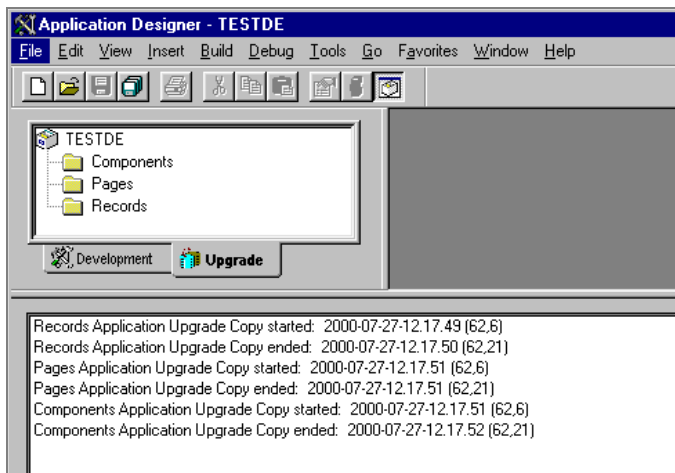 Application Designer - TESTDE
File Edit View Insert Build Debug Tools Go Favorites Window Help
TESTDE
Components
Pages
Records
Development Upgrade
Records Application Upgrade Copy started: 2000-07-27-12.17.49 (62,6)
Records Application Upgrade Copy ended: 2000-07-27-12.17.50 (62,21)
Pages Application Upgrade Copy started: 2000-07-27-12.17.51 (62,6)
Pages Application Upgrade Copy ended: 2000-07-27-12.17.51 (62,21)
Components Application Upgrade Copy started: 2000-07-27-12.17.51 (62,6)
Components Application Upgrade Copy ended: 2000-07-27-12.17.52 (62,21)